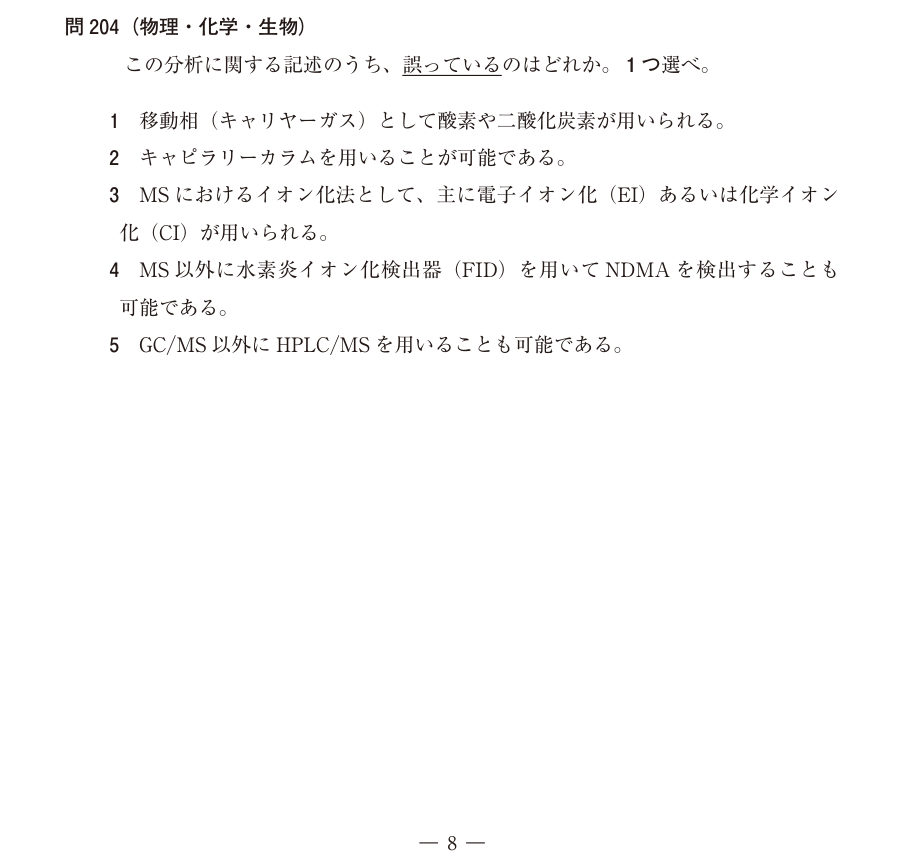 問 204（物理・化学・生物）
この分析に関する記述のうち、誤っているのはどれか。1つ選べ。
1　移動相（キャリヤーガス）として酸素や二酸化炭素が用いられる。
2　キャピラリーカラムを用いることが可能である。
3　MS におけるイオン化法として、主に電子イオン化（EI）あるいは化学イオン
化（CI）が用いられる。
4　MS 以外に水素炎イオン化検出器（FID）を用いて NDMA を検出することも
可能である。
5　GC/MS 以外に HPLC/MS を用いることも可能である。
― 8 ―